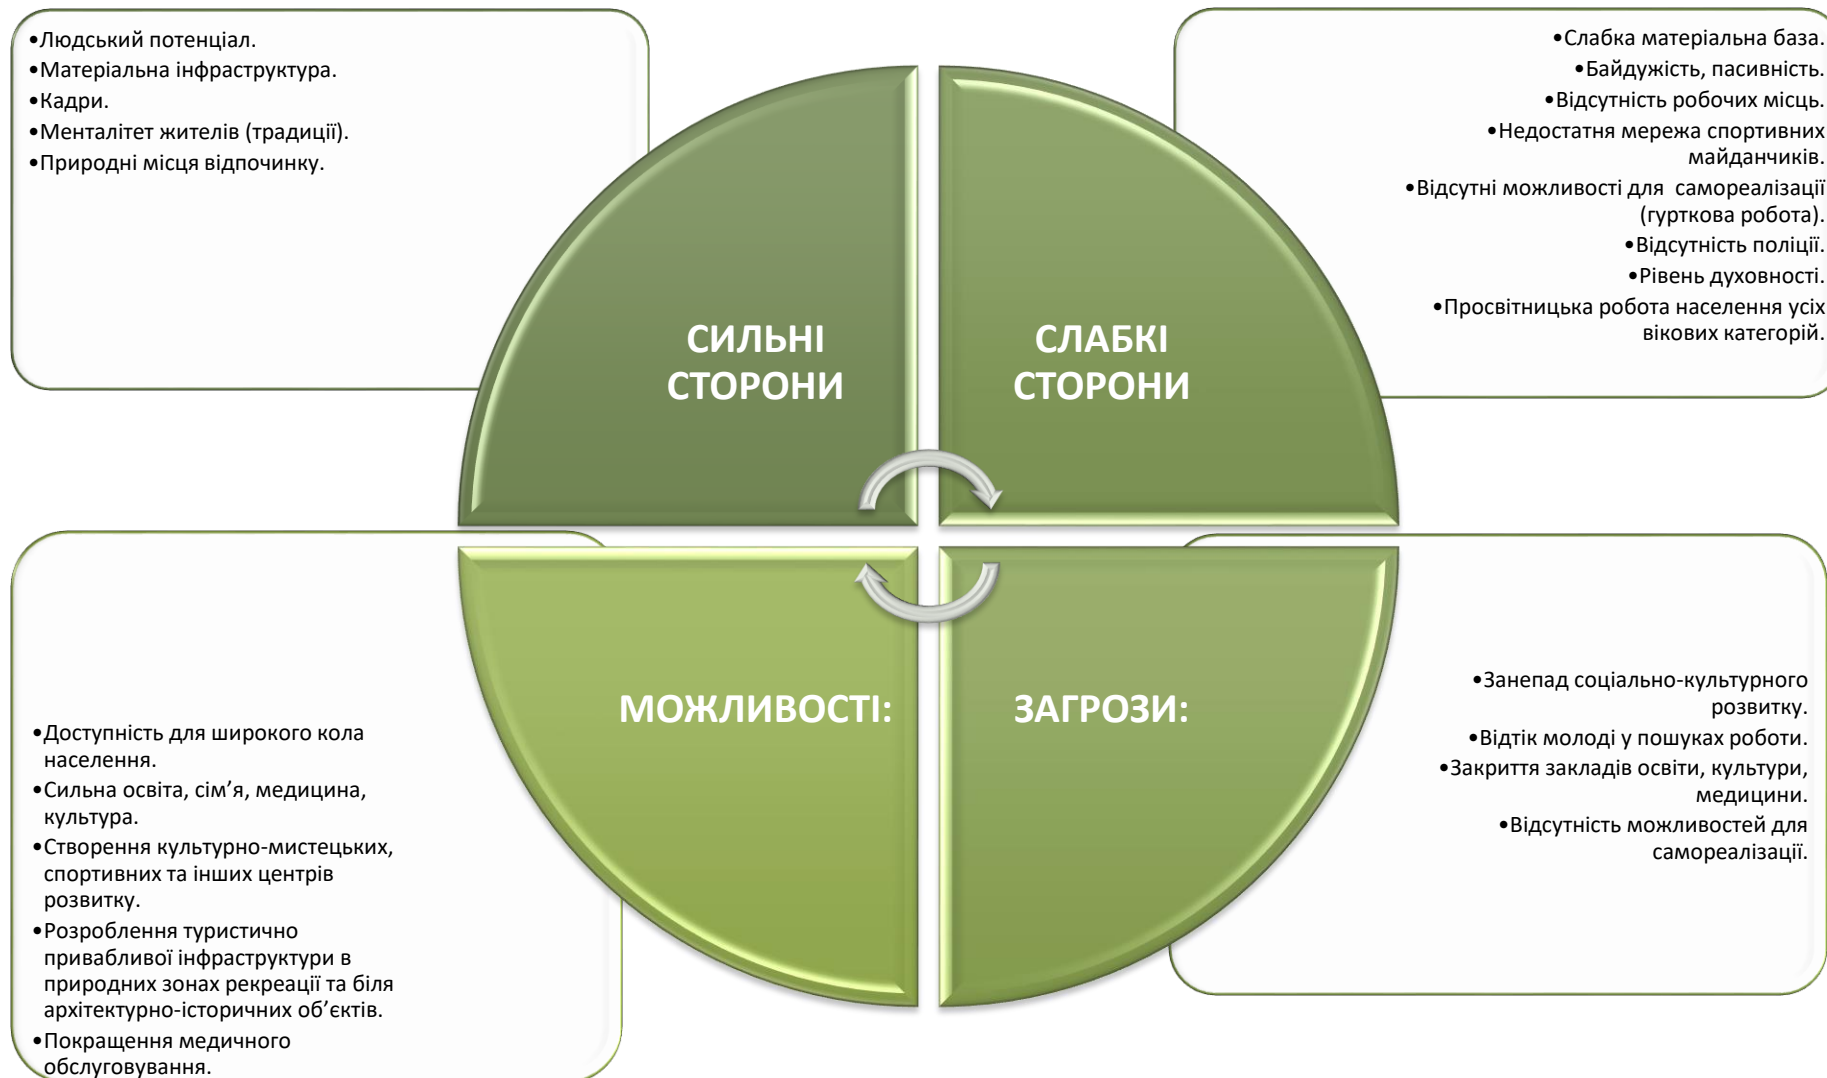 •Людський потенціал.
•Матеріальна інфраструктура.
•Кадри.
•Менталітет жителів (традиції).
•Природні місця відпочинку.
•Слабка матеріальна база.
•Байдужість, пасивність.
•Відсутність робочих місць.
•Недостатня мережа спортивних
майданчиків.
•Відсутні можливості для самореалізації
(гурткова робота).
•Відсутність поліції.
•Рівень духовності.
•Просвітницька робота населення усіх
вікових категорій.
СИЛЬНІ
СТОРОНИ
СЛАБКІ
СТОРОНИ
МОЖЛИВОСТІ:
ЗАГРОЗИ:
•Доступність для широкого кола
населення.
•Сильна освіта, сім’я, медицина,
культура.
•Створення культурно-мистецьких,
спортивних та інших центрів
розвитку.
•Розроблення туристично
привабливої інфраструктури в
природних зонах рекреації та біля
архітектурно-історичних об’єктів.
•Покращення медичного
обслуговування.
•Занепад соціально-культурного
розвитку.
•Відтік молоді у пошуках роботи.
•Закриття закладів освіти, культури,
медицини.
•Відсутність можливостей для
самореалізації.